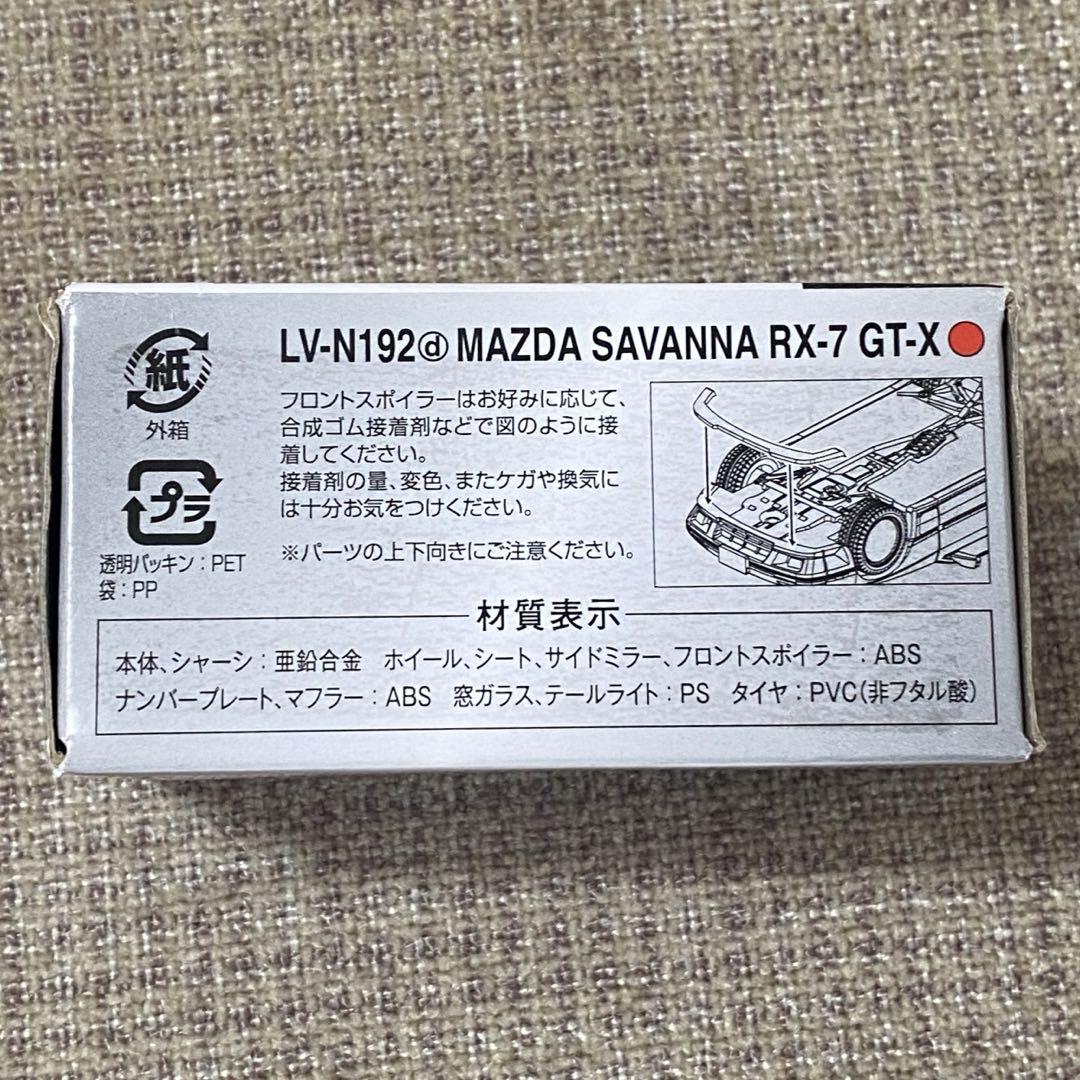 LV-N192ⓓ MAZDA SAVANNA RX-7 GT-X
紙
外箱
プラ
透明パッキン：PET
袋：PP
フロントスポイラーはお好みに応じて、
合成ゴム接着剤などで図のように接
着してください。
接着剤の量、変色、またケガや換気に
は十分お気をつけください。
※パーツの上下向きにご注意ください。
材質表示
本体、シャーシ：亜鉛合金　ホイール、シート、サイドミラー、フロントスポイラー：ABS
ナンバープレート、マフラー：ABS　窓ガラス、テールライト：PS　タイヤ：PVC（非フタル酸）